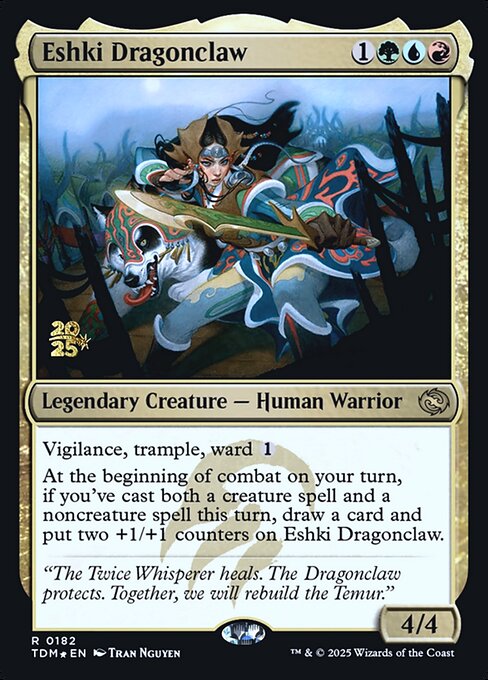 Eshki Dragonclaw 1
20
25
Legendary Creature — Human Warrior
Vigilance, trample, ward 1
At the beginning of combat on your turn,
if you've cast both a creature spell and a
noncreature spell this turn, draw a card and
put two +1/+1 counters on Eshki Dragonclaw.
"The Twice Whisperer heals. The Dragonclaw
protects. Together, we will rebuild the Temur."
4/4
R 0182
TDM★EN TRAN NGUYEN
™ & © 2025 Wizards of the Coast